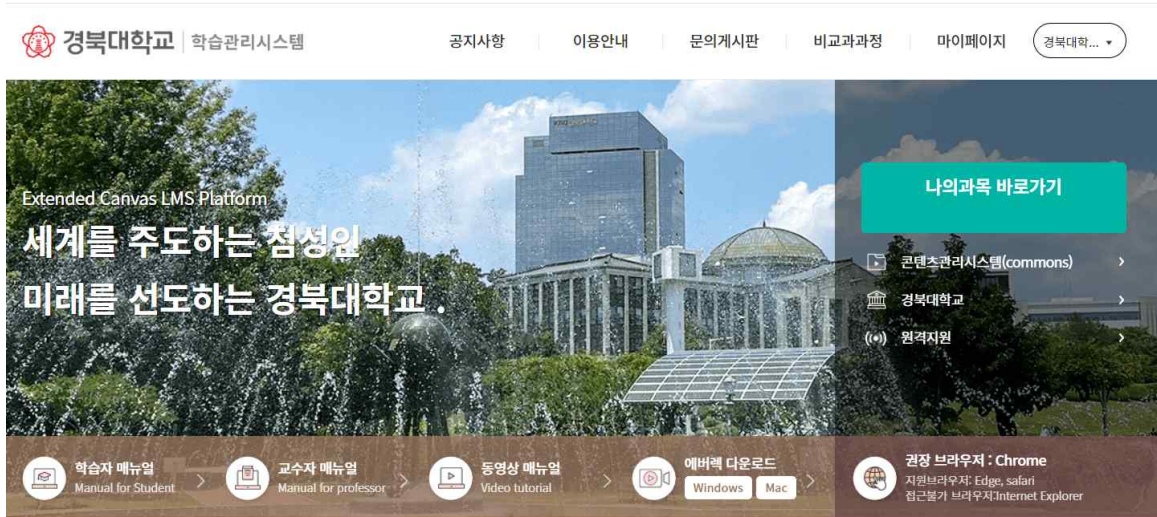 경북대학교 학습관리시스템
공지사항 이용안내 문의게시판 비교과과정 마이페이지 경북대학...
Extended Canvas LMS Platform
세계를 주도하는 첨성인
미래를 선도하는 경북대학교 .
나의과목 바로가기
콘텐츠관리시스템(commons)
경북대학교
원격지원
학습자 매뉴얼
Manual for Student
교수자 매뉴얼
Manual for professor
동영상 매뉴얼
Video tutorial
에버렉 다운로드
Windows Mac
권장 브라우저 : Chrome
지원브라우저: Edge, safari
접근불가 브라우저:Internet Explorer